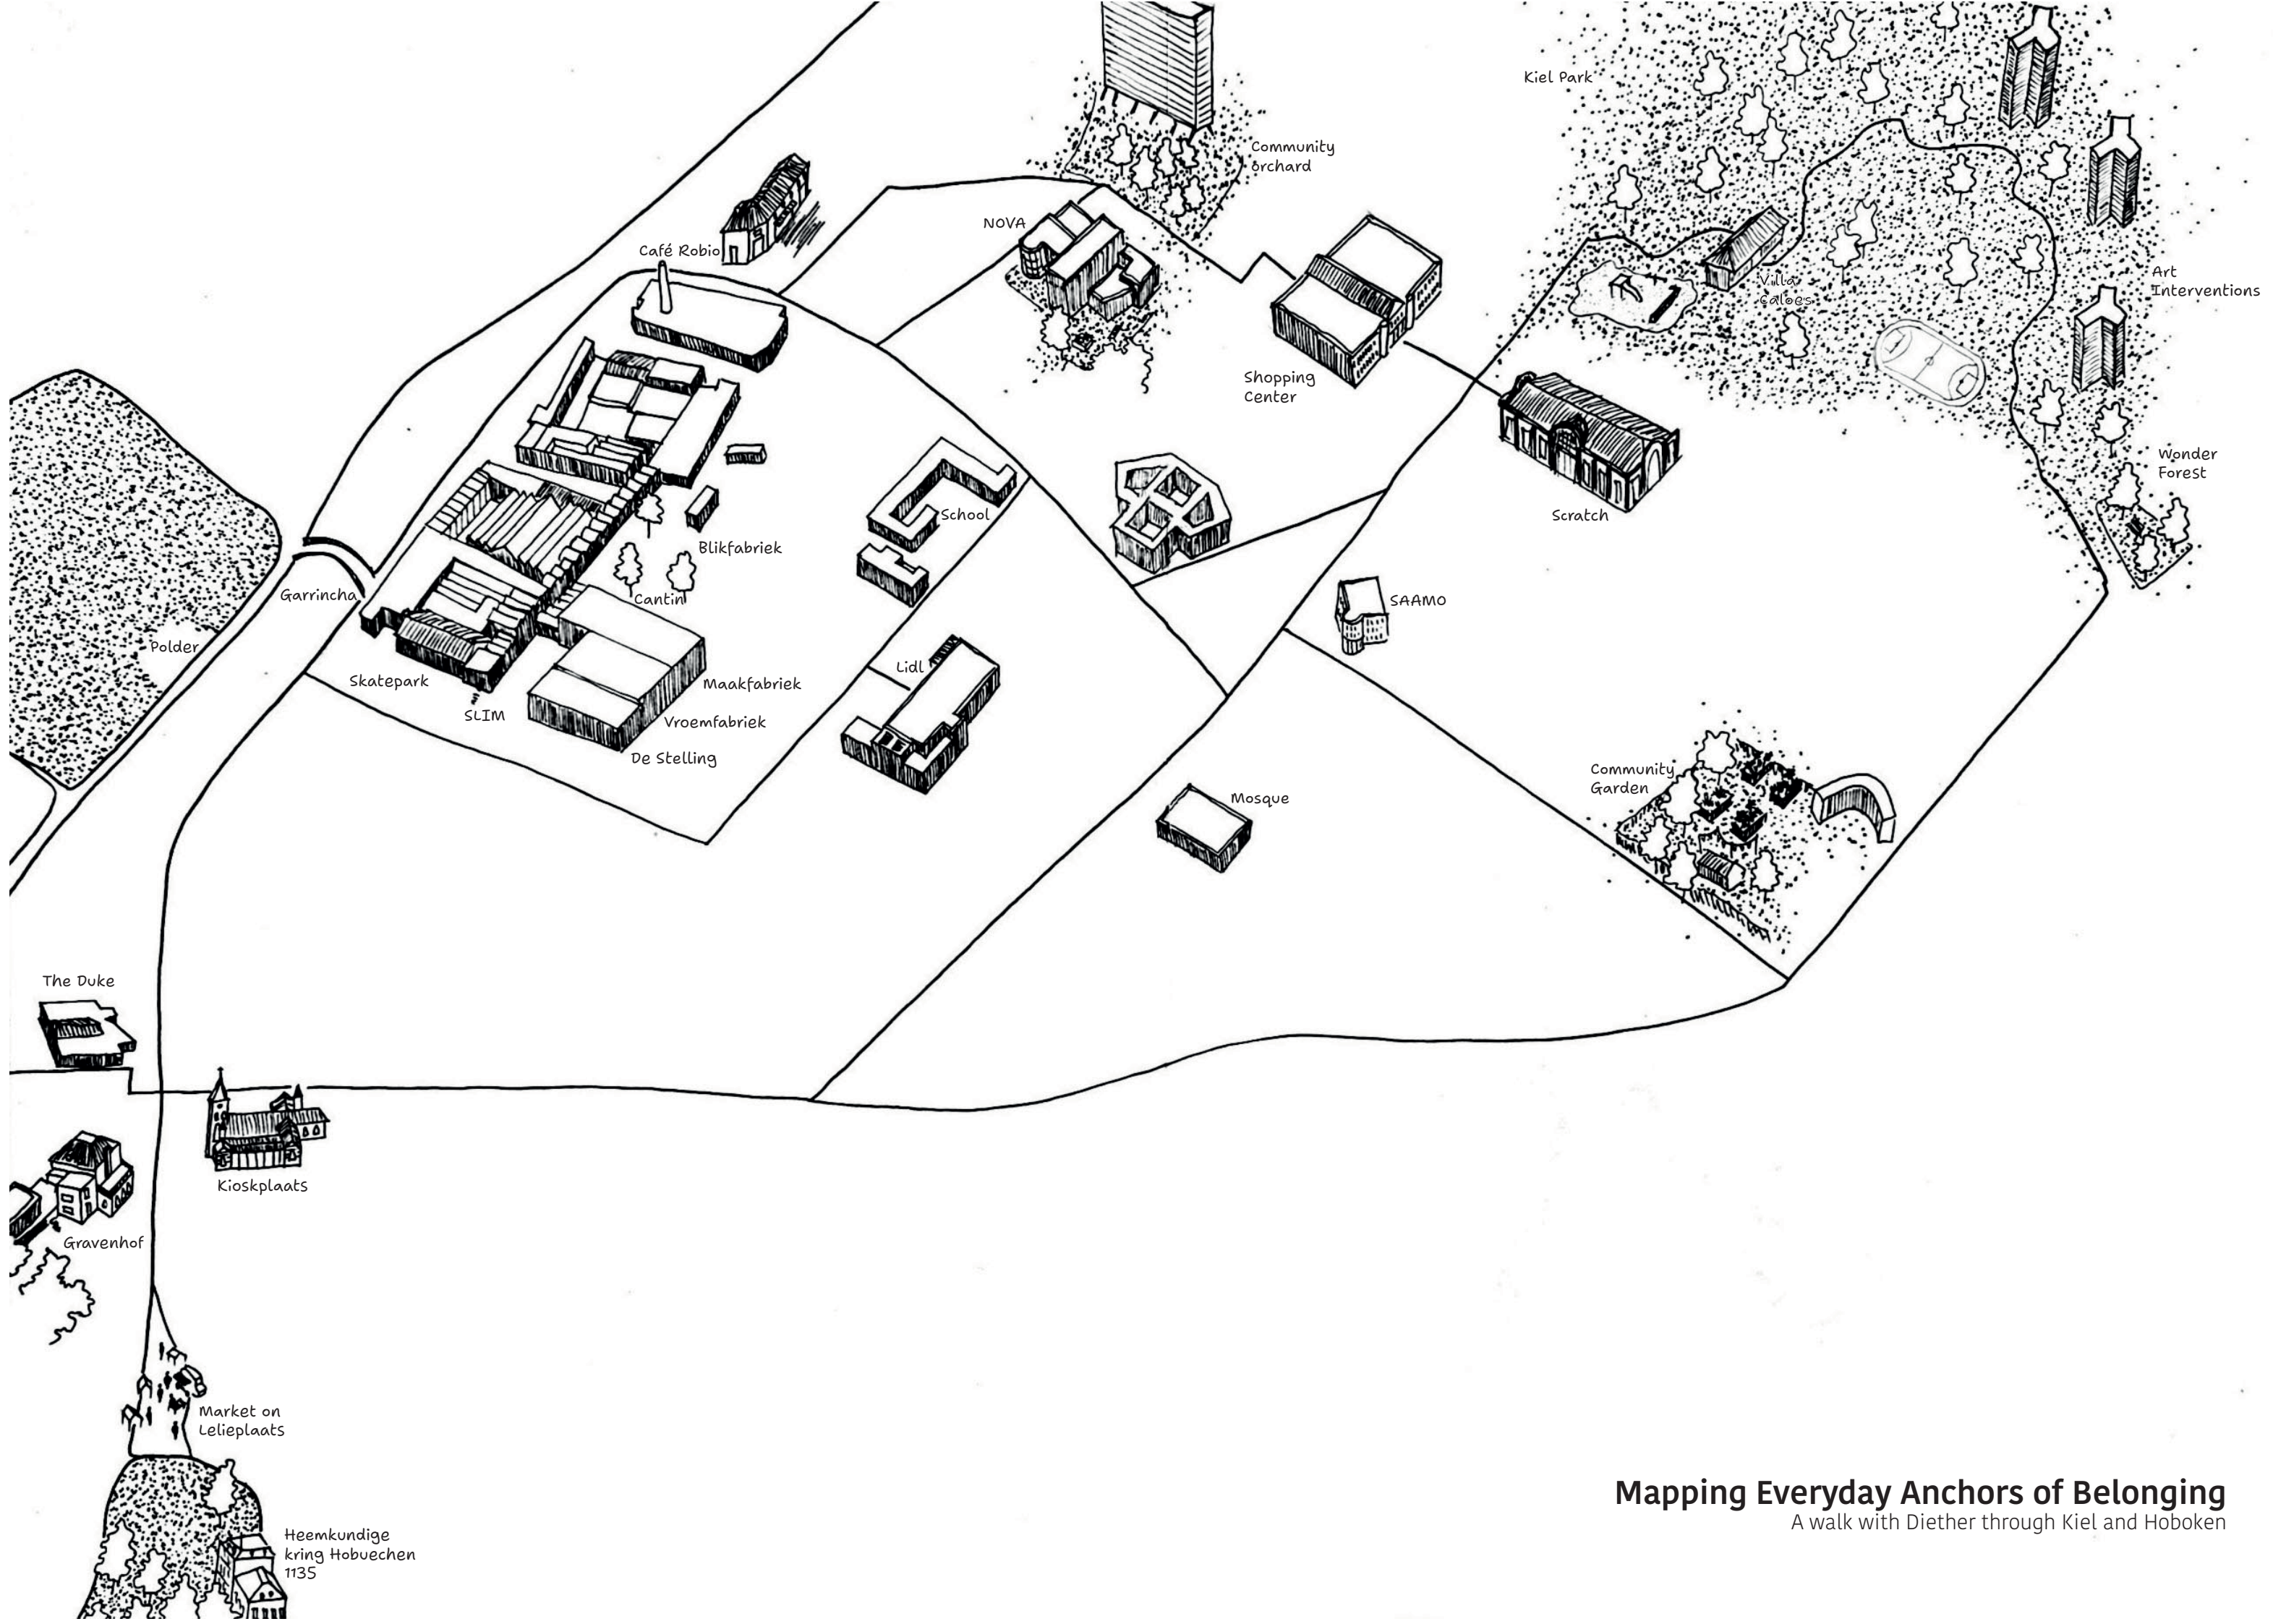 Kiel Park
Community
orchard
NOVA
Café Robio
Art
Interventions
Villa
Caloes
Shopping
Center
Wonder
Forest
Scratch
School
Blikfabriek
Garrincha
Cantin
SAAMO
Polder
Lidl
Skatepark
Maakfabriek
SLIM
Vroemfabriek
De Stelling
Community
Garden
Mosque
The Duke
Kioskplaats
Gravenhof
Market on
Lelieplaats
Heemkundige
kring Hobuechen
1135
Mapping Everyday Anchors of Belonging
A walk with Diether through Kiel and Hoboken